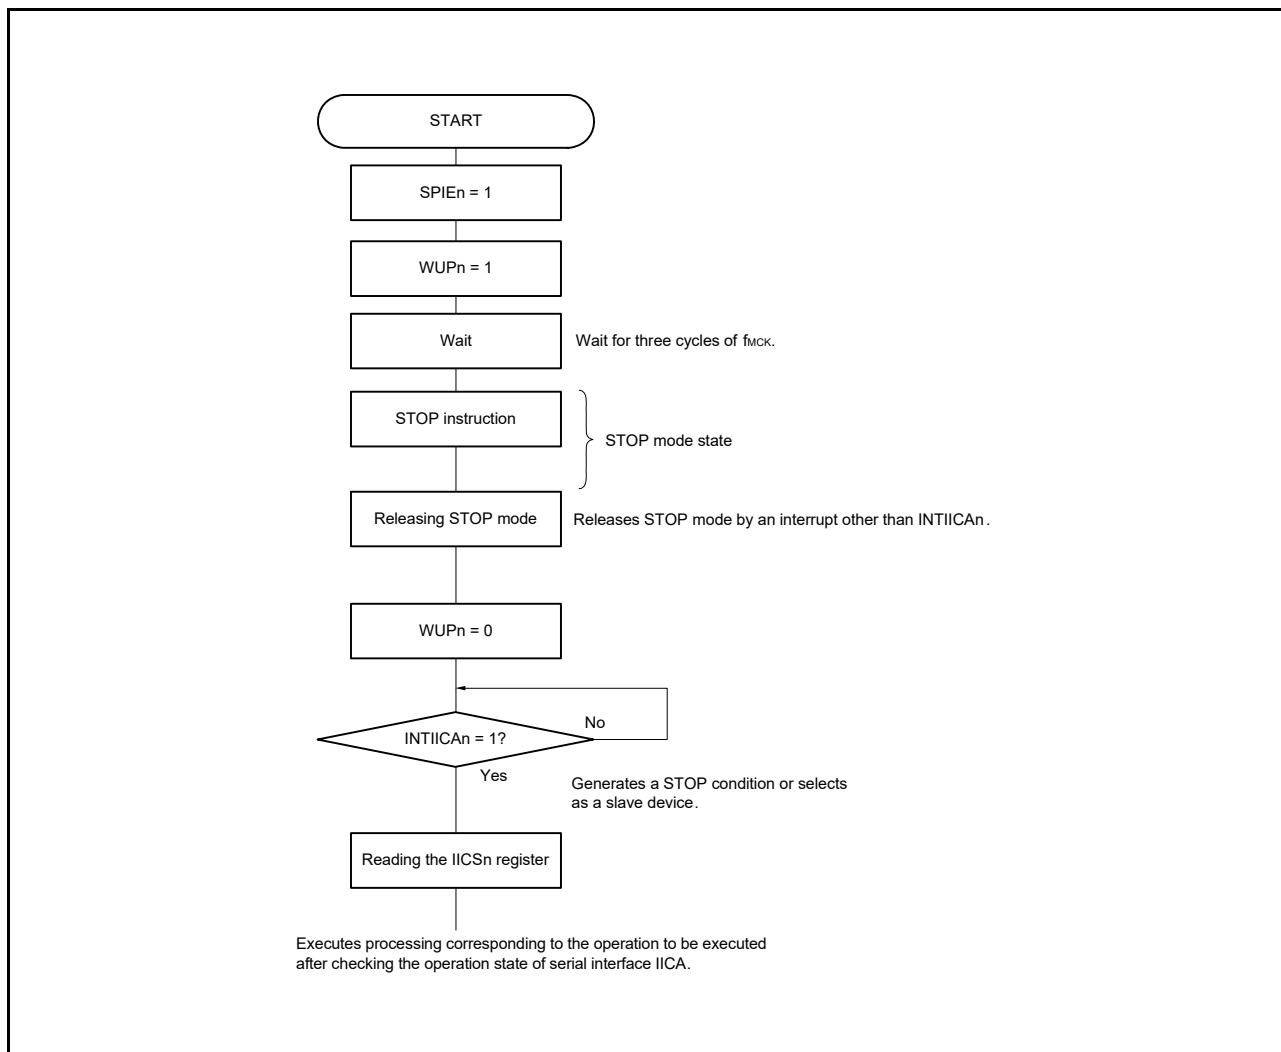 START
SPIEn = 1
WUPn = 1
Wait
Wait for three cycles of fMCK.
STOP instruction
STOP mode state
Releasing STOP mode
Releases STOP mode by an interrupt other than INTIICAn.
WUPn = 0
No
INTIICAn = 1?
Yes
Generates a STOP condition or selects
as a slave device.
Reading the IICSn register
Executes processing corresponding to the operation to be executed
after checking the operation state of serial interface IICA.